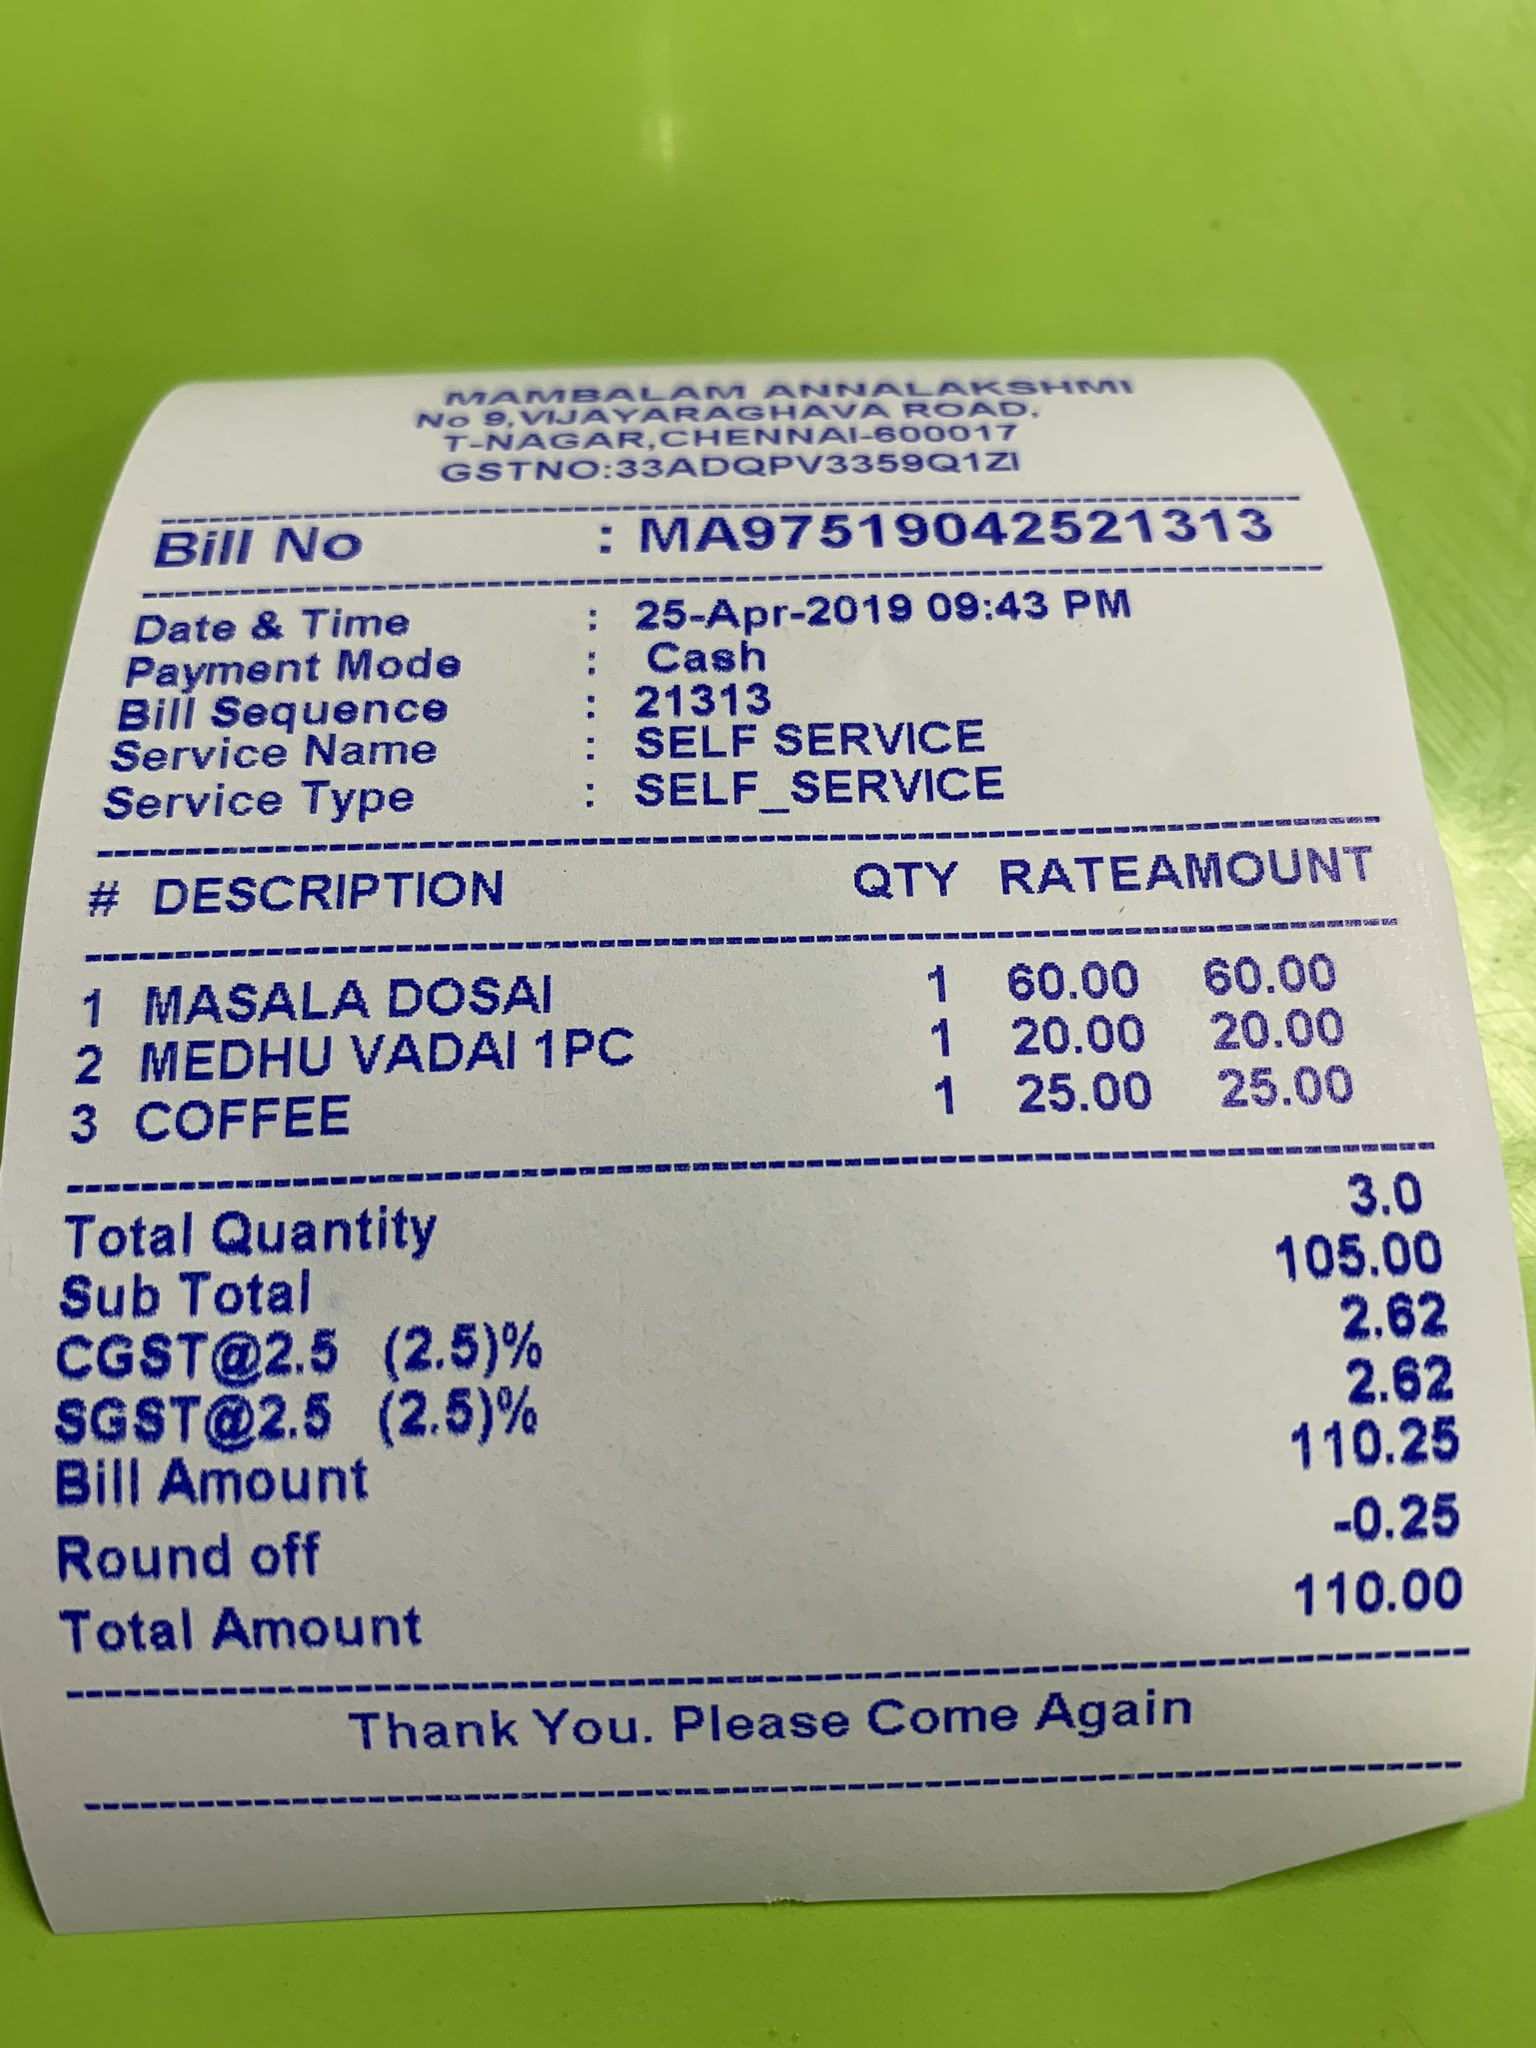 MAMBALAM ANNALAKSHMI
No 9,VIJAYARAGHAVA ROAD,
T-NAGAR,CHENNAI-600017
GSTNO:33ADQPV3359Q1ZI
Bill No : MA97519042521313
Date & Time : 25-Apr-2019 09:43 PM
Payment Mode : Cash
Bill Sequence : 21313
Service Name : SELF SERVICE
Service Type : SELF_SERVICE
# DESCRIPTION QTY RATEAMOUNT
1 MASALA DOSAI 1 60.00 60.00
2 MEDHU VADAI 1PC 1 20.00 20.00
3 COFFEE 1 25.00 25.00
Total Quantity 3.0
Sub Total 105.00
CGST@2.5 (2.5)% 2.62
SGST@2.5 (2.5)% 2.62
Bill Amount 110.25
Round off -0.25
Total Amount 110.00
Thank You. Please Come Again